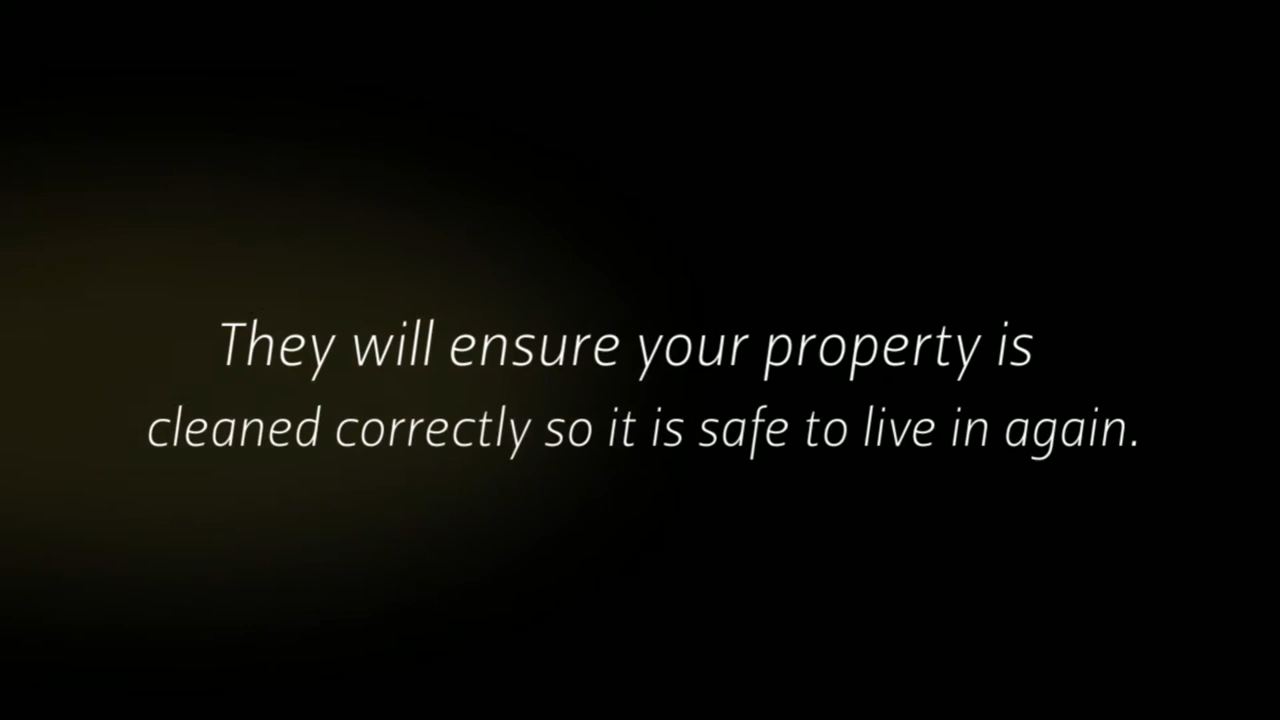 They will ensure your property is
cleaned correctly so it is safe to live in again.